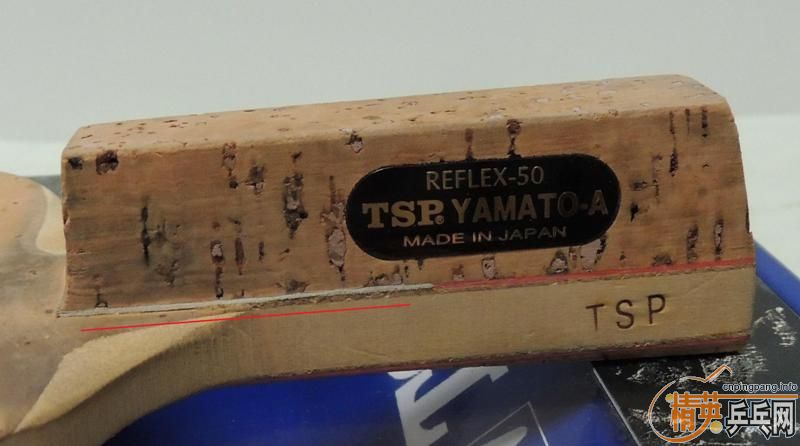 REFLEX-50
TSP. YAMATO-A
MADE IN JAPAN
TSP
cnpingpang.info
精英乒乓网